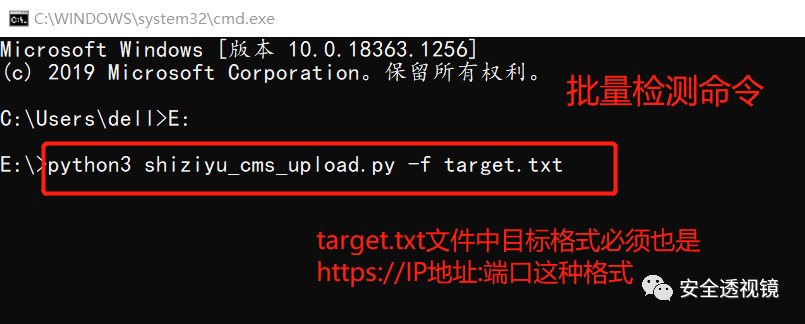 C:\WINDOWS\system32\cmd.exe
Microsoft Windows [版本 10.0.18363.1256]
(c) 2019 Microsoft Corporation。保留所有权利。
批量检测命令
C:\Users\dell>E:
E:\>python3 shiziyu_cms_upload.py -f target.txt
target.txt文件中目标格式必须也是
https://IP地址:端口这种格式
安全透视镜